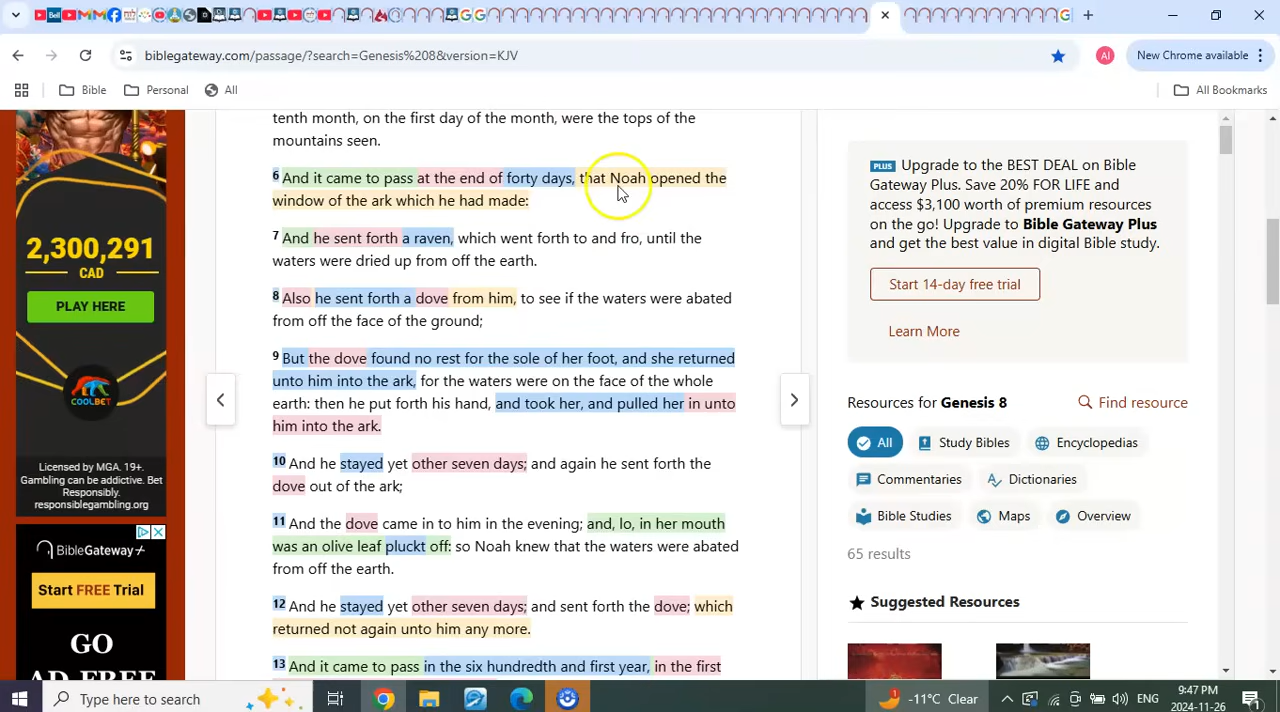 biblegateway.com/passage/?search=Genesis%208&version=KJV
New Chrome available
Bible
Personal
All
All Bookmarks
2,300,291
CAD
PLAY HERE
COOLBET
Licensed by MGA. 19+.
Gambling can be addictive. Bet
Responsibly.
responsiblegambling.org
BibleGateway+
Start FREE Trial
GO
AD-FREE
tenth month, on the first day of the month, were the tops of the
mountains seen.
6 And it came to pass at the end of forty days, that Noah opened the
window of the ark which he had made:
7 And he sent forth a raven, which went forth to and fro, until the
waters were dried up from off the earth.
8 Also he sent forth a dove from him, to see if the waters were abated
from off the face of the ground;
9 But the dove found no rest for the sole of her foot, and she returned
unto him into the ark, for the waters were on the face of the whole
earth: then he put forth his hand, and took her, and pulled her in unto
him into the ark.
10 And he stayed yet other seven days; and again he sent forth the
dove out of the ark;
11 And the dove came in to him in the evening; and, lo, in her mouth
was an olive leaf pluckt off: so Noah knew that the waters were abated
from off the earth.
12 And he stayed yet other seven days; and sent forth the dove; which
returned not again unto him any more.
13 And it came to pass in the six hundredth and first year, in the first
PLUS Upgrade to the BEST DEAL on Bible
Gateway Plus. Save 20% FOR LIFE and
access $3,100 worth of premium resources
on the go! Upgrade to Bible Gateway Plus
and get the best value in digital Bible study.
Start 14-day free trial
Learn More
Resources for Genesis 8
Find resource
All
Study Bibles
Encyclopedias
Commentaries
Dictionaries
Bible Studies
Maps
Overview
65 results
Suggested Resources
Type here to search
-11°C Clear
ENG
9:47 PM
2024-11-26